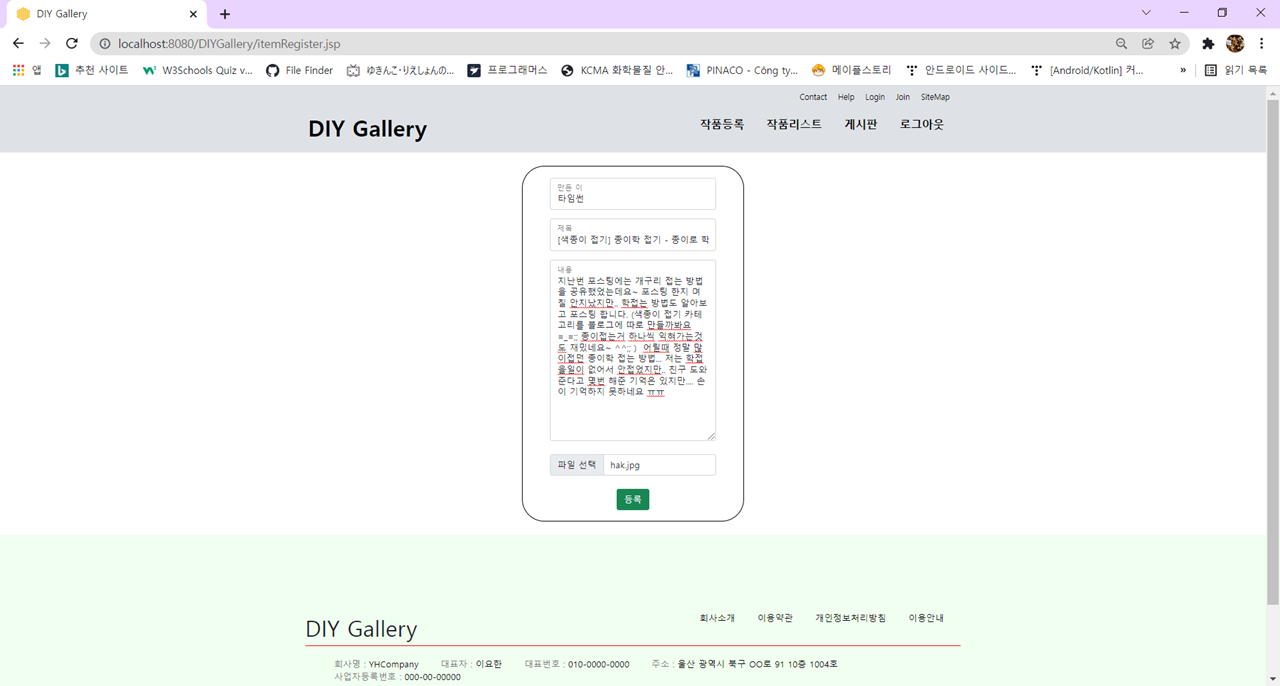 DIY Gallery
localhost:8080/DIYGallery/itemRegister.jsp
앱 추천 사이트 W3Schools Quiz v... File Finder ゆきんこ・りえしょんの... 프로그래머스 KCMA 화학물질 안... PINACO - Công ty... 메이플스토리 안드로이드 사이드... [Android/Kotlin] 커... » 읽기 목록
Contact Help Login Join SiteMap
DIY Gallery 작품등록 작품리스트 게시판 로그아웃
만든 이
타임썬
제목
[색종이 접기] 종이학 접기 - 종이로 학
내용
지난번 포스팅에는 개구리 접는 방법
을 공유했었는데요~ 포스팅 한지 며
칠 안지났지만.. 학접는 방법도 알아보
고 포스팅 합니다. (색종이 접기 카테
고리를 블로그에 따로 만들까봐요
=_=;; 종이접는거 하나씩 익혀가는것
도 재밌네요~ ^^;; ) 어릴때 정말 많
이접던 종이학 접는 방법... 저는 학접
을일이 없어서 안접었지만.. 친구 도와
준다고 몇번 해준 기억은 있지만.... 손
이 기억하지 못하네요 ㅠㅠ
파일 선택 hak.jpg
등록
회사소개 이용약관 개인정보처리방침 이용안내
DIY Gallery
회사명 : YHCompany 대표자 : 이요한 대표번호 : 010-0000-0000 주소 : 울산 광역시 북구 OO로 91 10층 1004호
사업자등록번호 : 000-00-00000